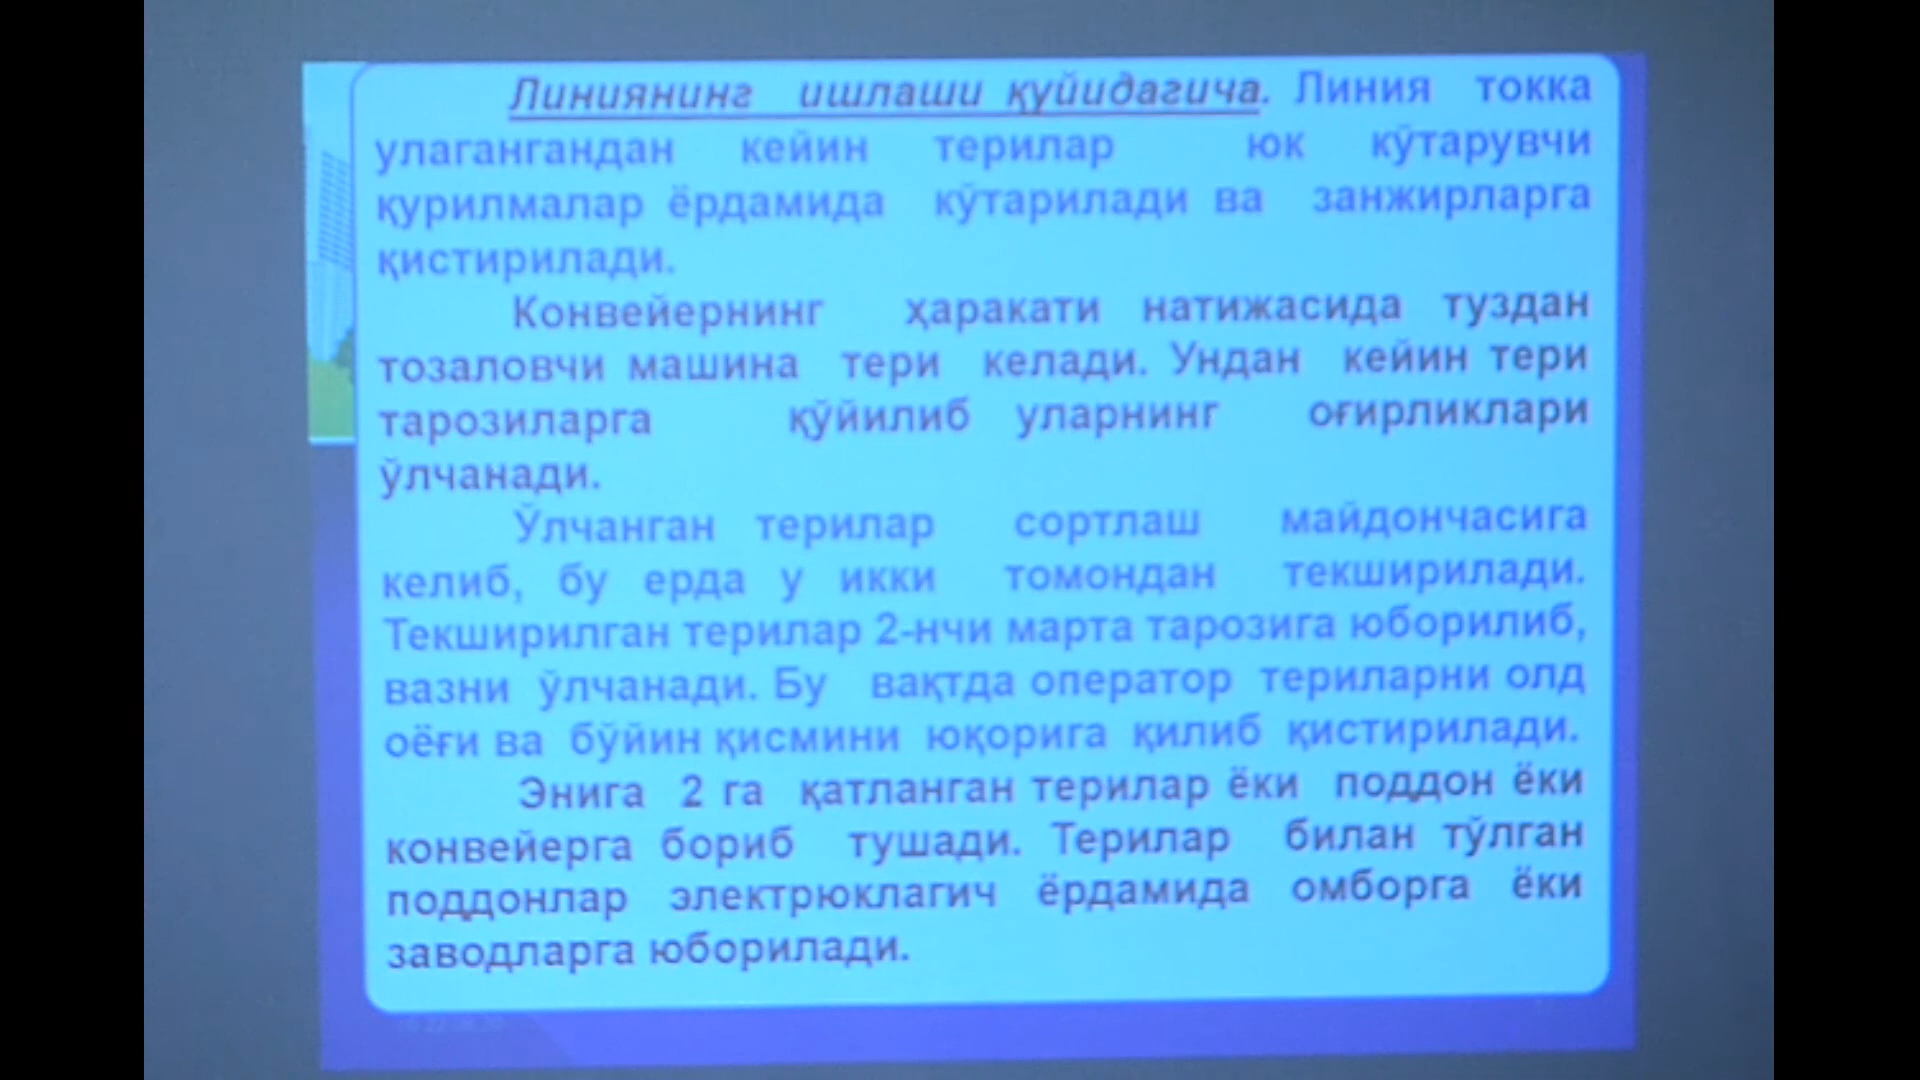 Линиянинг ишлаши қуйидагича. Линия токка
улагангандан кейин терилар юк кўтарувчи
қурилмалар ёрдамида кўтарилади ва занжирларга
қистирилади.
Конвейернинг ҳаракати натижасида туздан
тозаловчи машина тери келади. Ундан кейин тери
тарозиларга қўйилиб уларнинг оғирликлари
ўлчанади.
Ўлчанган терилар сортлаш майдончасига
келиб, бу ерда у икки томондан текширилади.
Текширилган терилар 2-нчи марта тарозига юборилиб,
вазни ўлчанади. Бу вақтда оператор териларни олд
оёғи ва бўйин қисмини юқорига қилиб қистирилади.
Энига 2 га қатланган терилар ёки поддон ёки
конвейерга бориб тушади. Терилар билан тўлган
поддонлар электрюклагич ёрдамида омборга ёки
заводларга юборилади.